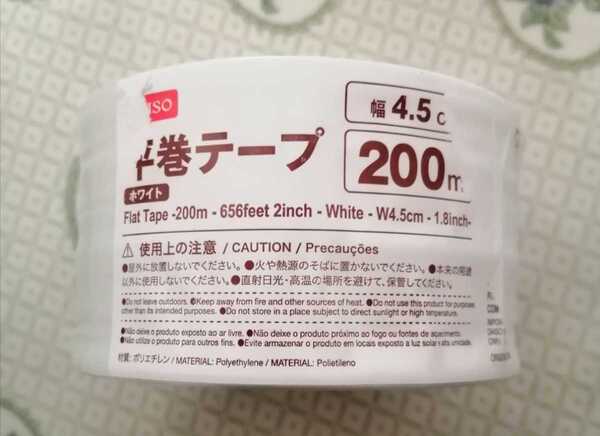 ISO
幅 4.5 c
平巻テープ
200m
ホワイト
Flat Tape -200m - 656feet 2inch - White - W4.5cm - 1.8inch-
⚠ 使用上の注意 / CAUTION / Precauções
●屋外に放置しないでください。●火や熱源のそばに置かないでください。●本来の用途
以外に使用しないでください。●直射日光・高温の場所を避けて、保管してください。
●Do not leave outdoors. ●Keep away from fire and other sources of heat. ●Do not use this product for purposes
other than its intended purposes. ●Do not store in a place subject to direct sunlight or high temperature.
●Não deixe o produto exposto ao ar livre. ●Não deixe o produto próximo ao fogo ou fontes de aquecimento.
●Não utilize o produto para outros fins. ●Evite armazenar o produto em locais exposto a luz solar e alta umidade.
材質: ポリエチレン / MATERIAL: Polyethylene / MATERIAL: Polietileno